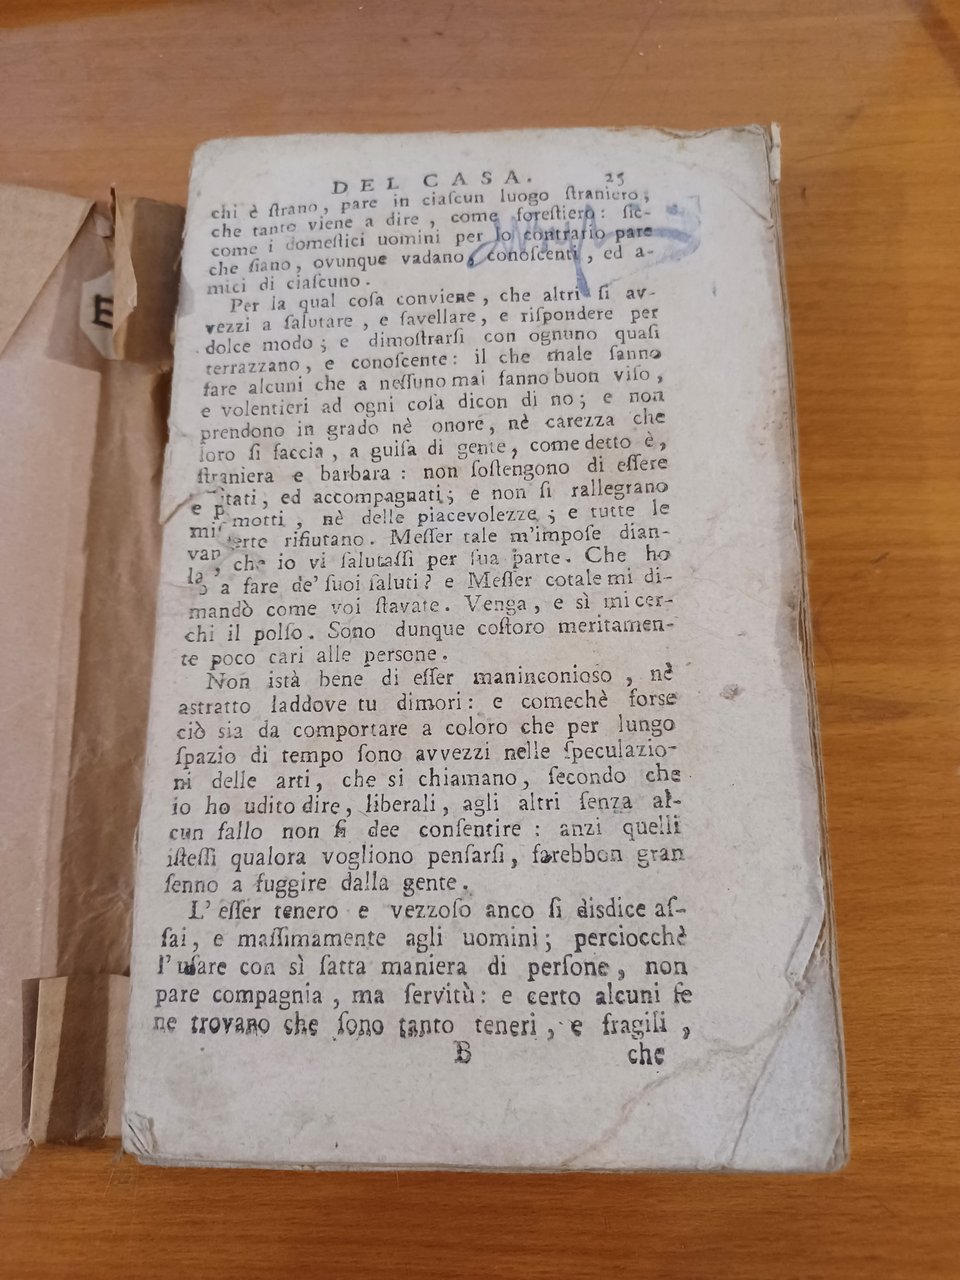 DEL CASA. 25
chi è ſtrano, pare in ciaſcun luogo ſtraniero;
che tanto viene a dire, come foreſtiero: ſic-
come i domeſtici uomini per lo contrario pare
che ſiano, ovunque vadano, conoſcenti, ed a-
mici di ciaſcuno.
Per la qual coſa conviene, che altri ſi av-
vezzi a ſalutare, e favellare, e riſpondere per
dolce modo; e dimoſtrarſi con ognuno quaſi
terrazzano, e conoſcente: il che male fanno
fare alcuni che a neſſuno mai fanno buon viſo,
e volentieri ad ogni coſa dicon di no; e non
prendono in grado nè onore, nè carezza che
loro ſi faccia, a guiſa di gente, come detto è,
ſtraniera e barbara: non ſoſtengono di eſſere
itati, ed accompagnati; e non ſi rallegrano
e p motti, nè delle piacevolezze; e tutte le
mi ferte rifiutano. Meſſer tale m'impoſe dian-
van, che io vi ſalutaſſi per ſua parte. Che ho
la o a fare de' ſuoi ſaluti? e Meſſer cotale mi di-
mandò come voi ſtavate. Venga, e sì mi cer-
chi il polſo. Sono dunque coſtoro meritamen-
te poco cari alle persone.
Non istà bene di eſſer maninconioso, nè
astratto laddove tu dimori: e comechè forse
ciò sia da comportare a coloro che per lungo
ſpazio di tempo ſono avvezzi nelle ſpeculazio-
ni delle arti, che si chiamano, ſecondo che
io ho udito dire, liberali, agli altri ſenza al-
cun fallo non ſi dee conſentire: anzi quelli
iſteſſi qualora vogliono penſarſi, farebbon gran
ſenno a fuggire dalla gente.
L' eſſer tenero e vezzoſo anco ſi disdice aſ-
ſai, e maſſimamente agli uomini; perciocchè
l' uſare con sì fatta maniera di perſone, non
pare compagnia, ma ſervitù: e certo alcuni ſe
ne trovano che ſono tanto teneri, e fragili,
B che